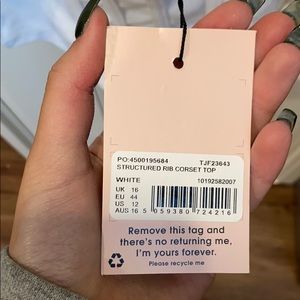 PO:4500195684 TJF23643
STRUCTURED RIB CORSET TOP
WHITE 10192582007
UK 16
EU 44
US 12
AUS 16 5 059380 724216
Remove this tag and
there's no returning me,
I'm yours forever.
Please recycle me